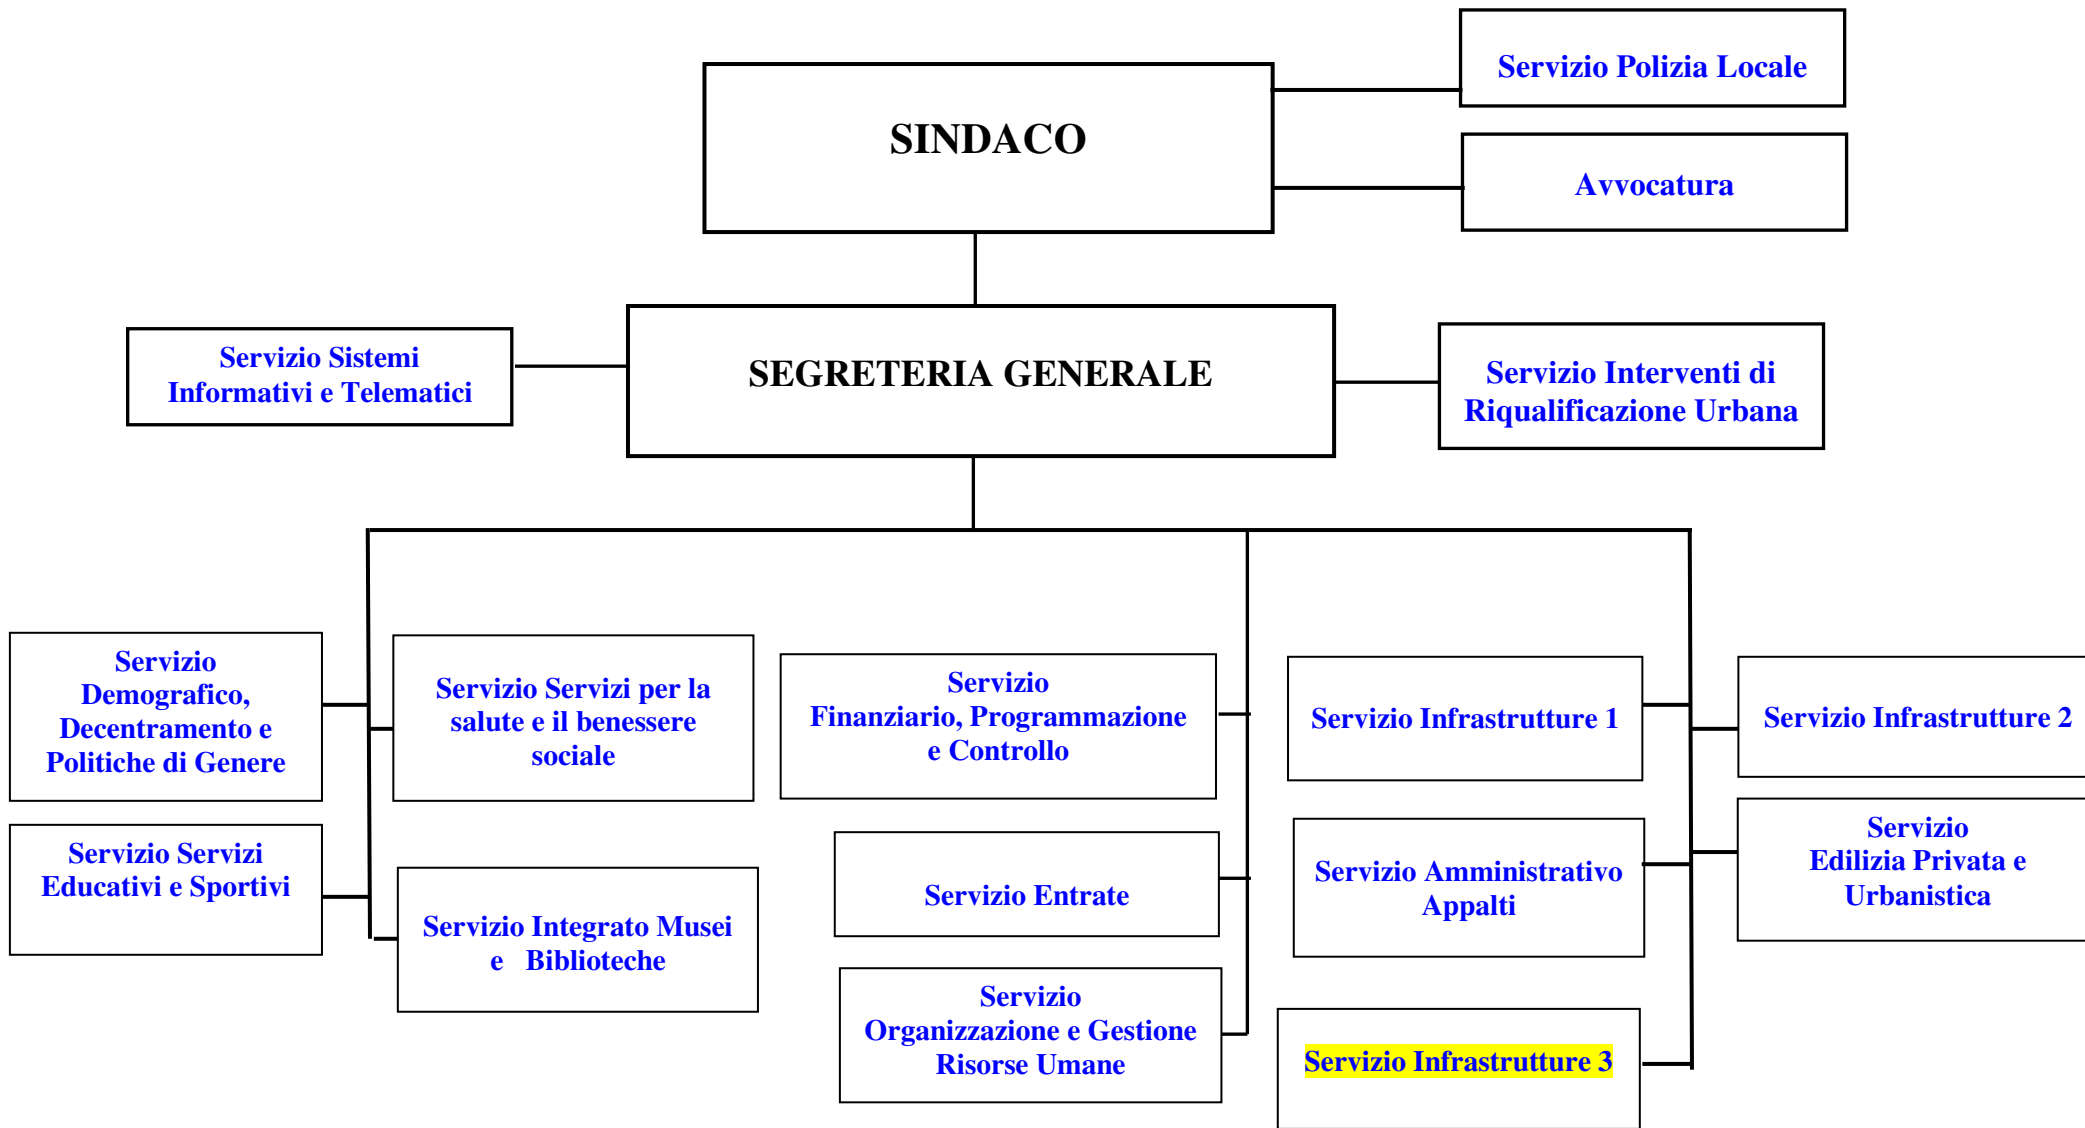 Servizio Polizia Locale
SINDACO
Avvocatura
Servizio Sistemi
Informativi e Telematici
SEGRETERIA GENERALE
Servizio Interventi di
Riqualificazione Urbana
Servizio
Demografico,
Decentramento e
Politiche di Genere
Servizio Servizi per la
salute e il benessere
sociale
Servizio
Finanziario, Programmazione
e Controllo
Servizio Infrastrutture 1
Servizio Infrastrutture 2
Servizio Servizi
Educativi e Sportivi
Servizio Integrato Musei
e Biblioteche
Servizio Entrate
Servizio Amministrativo
Appalti
Servizio
Edilizia Privata e
Urbanistica
Servizio
Organizzazione e Gestione
Risorse Umane
Servizio Infrastrutture 3